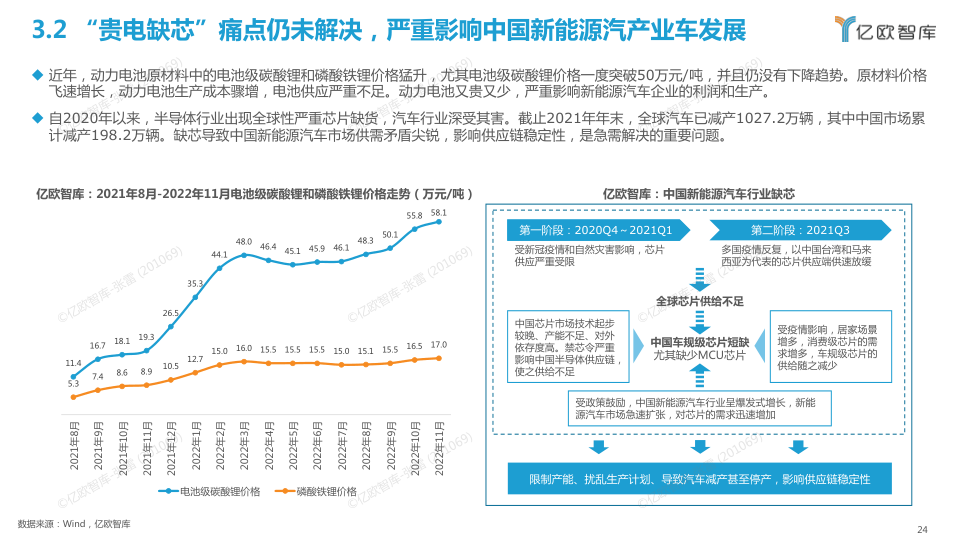 3.2 “贵电缺芯”痛点仍未解决，严重影响中国新能源汽产业车发展
亿欧智库
近年，动力电池原材料中的电池级碳酸锂和磷酸铁锂价格猛升，尤其电池级碳酸锂价格一度突破50万元/吨，并且仍没有下降趋势。原材料价格
飞速增长，动力电池生产成本骤增，电池供应严重不足。动力电池又贵又少，严重影响新能源汽车企业的利润和生产。
自2020年以来，半导体行业出现全球性严重芯片缺货，汽车行业深受其害。截止2021年年末，全球汽车已减产1027.2万辆，其中中国市场累
计减产198.2万辆。缺芯导致中国新能源汽车市场供需矛盾尖锐，影响供应链稳定性，是急需解决的重要问题。
亿欧智库：2021年8月-2022年11月电池级碳酸锂和磷酸铁锂价格走势（万元/吨）
11.4 16.7 18.1 19.3 26.5 35.3 44.1 48.0 46.4 45.1 45.9 46.1 48.3 50.1 55.8 58.1
5.3 7.4 8.6 8.9 10.5 12.7 15.0 16.0 15.5 15.5 15.5 15.0 15.1 15.5 16.5 17.0
2021年8月 2021年9月 2021年10月 2021年11月 2021年12月 2022年1月 2022年2月 2022年3月 2022年4月 2022年5月 2022年6月 2022年7月 2022年8月 2022年9月 2022年10月 2022年11月
电池级碳酸锂价格 磷酸铁锂价格
亿欧智库：中国新能源汽车行业缺芯
第一阶段：2020Q4～2021Q1
受新冠疫情和自然灾害影响，芯片
供应严重受限
第二阶段：2021Q3
多国疫情反复，以中国台湾和马来
西亚为代表的芯片供应端供速放缓
全球芯片供给不足
中国芯片市场技术起步
较晚、产能不足、对外
依存度高。禁芯令严重
影响中国半导体供应链，
使之供给不足
中国车规级芯片短缺
尤其缺少MCU芯片
受疫情影响，居家场景
增多，消费级芯片的需
求增多，车规级芯片的
供给随之减少
受政策鼓励，中国新能源汽车行业呈爆发式增长，新能
源汽车市场急速扩张，对芯片的需求迅速增加
限制产能、扰乱生产计划、导致汽车减产甚至停产，影响供应链稳定性
数据来源：Wind，亿欧智库
24
©亿欧智库-张雷 (201069)